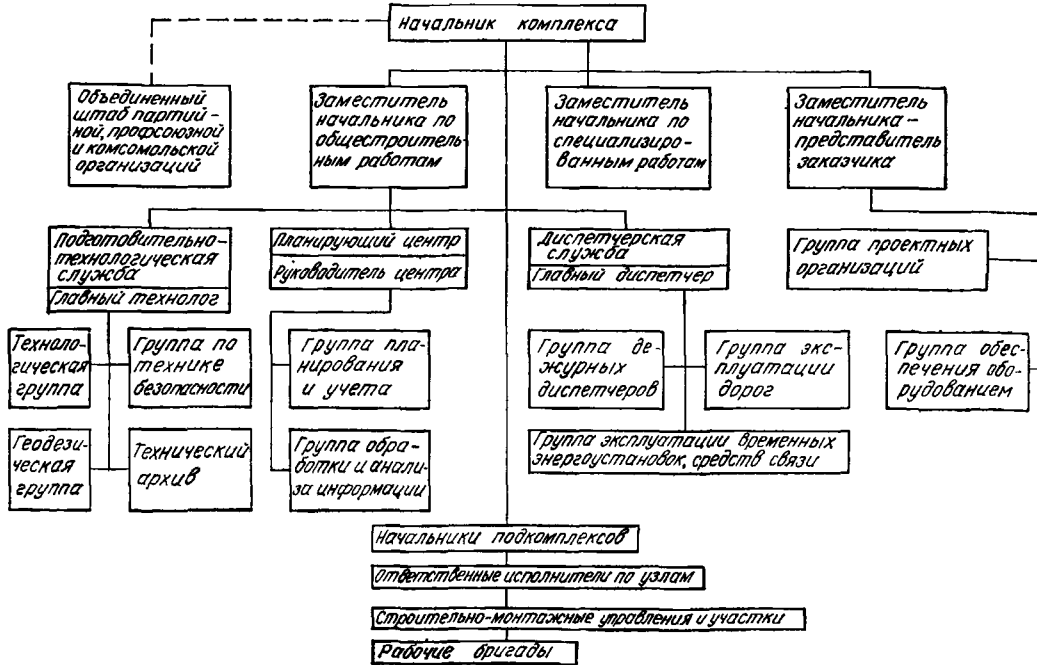 Начальник комплекса
Объединенный
штаб партий-
ной, профсоюзной
и комсомольской
организаций
Заместитель
начальника по
общестроитель-
ным работам
Заместитель
начальника по
специализиро-
ванным работам
Заместитель
начальника —
представитель
заказчика
Подготовительно-
технологическая
служба
Главный технолог
Планирующий центр
Руководитель центра
Диспетчерская
служба
Главный диспетчер
Группа проектных
организаций
Техноло-
гическая
группа
Группа по
технике
безопасности
Группа пла-
нирования
и учета
Группа де-
журных
диспетчеров
Группа экс-
плуатации
дорог
Группа обес-
печения обо-
рудованием
Геодези-
ческая
группа
Технический
архив
Группа обра-
ботки и анали-
за информации
Группа эксплуатации временных
энергоустановок, средств связи
Начальники подкомплексов
Ответственные исполнители по узлам
Строительно-монтажные управления и участки
Рабочие бригады